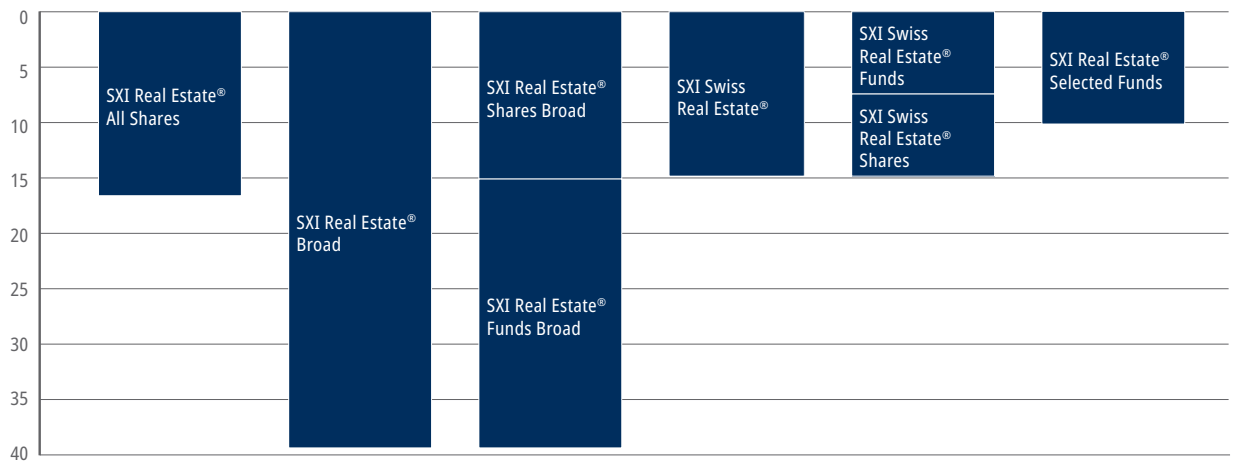 0
5
10
15
20
25
30
35
40
SXI Real Estate®
All Shares
SXI Real Estate®
Broad
SXI Real Estate®
Shares Broad
SXI Real Estate®
Funds Broad
SXI Swiss
Real Estate®
SXI Swiss
Real Estate®
Funds
SXI Swiss
Real Estate®
Shares
SXI Real Estate®
Selected Funds